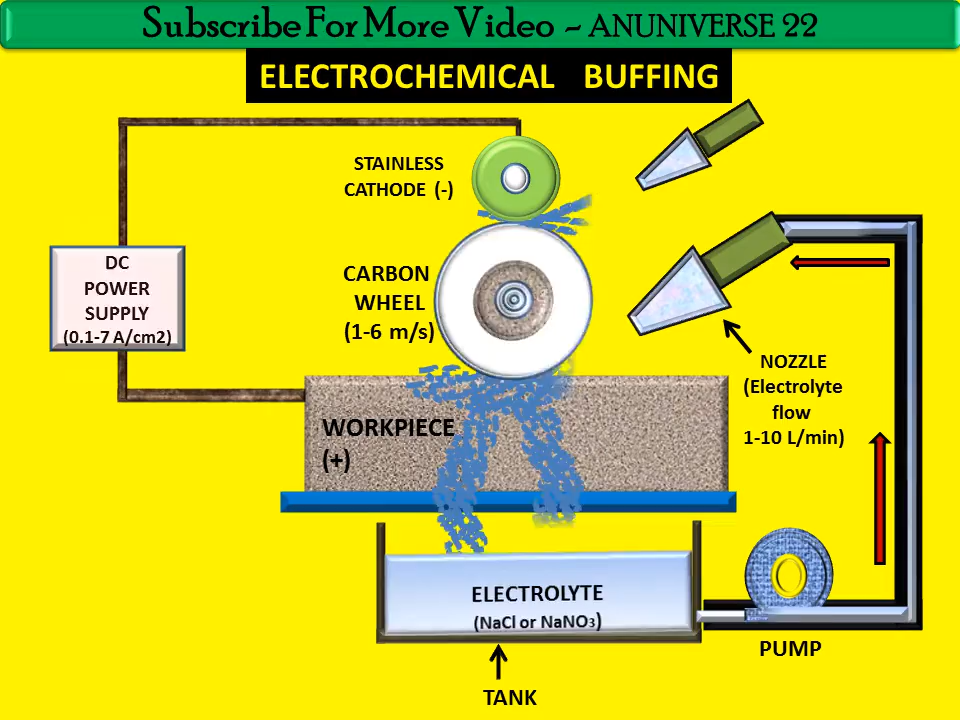 Subscribe For More Video - ANUNIVERSE 22
ELECTROCHEMICAL BUFFING
STAINLESS
CATHODE (-)
DC
POWER
SUPPLY
(0.1-7 A/cm2)
CARBON
WHEEL
(1-6 m/s)
NOZZLE
(Electrolyte
flow
1-10 L/min)
WORKPIECE
(+)
ELECTROLYTE
(NaCl or NaNO3)
PUMP
TANK